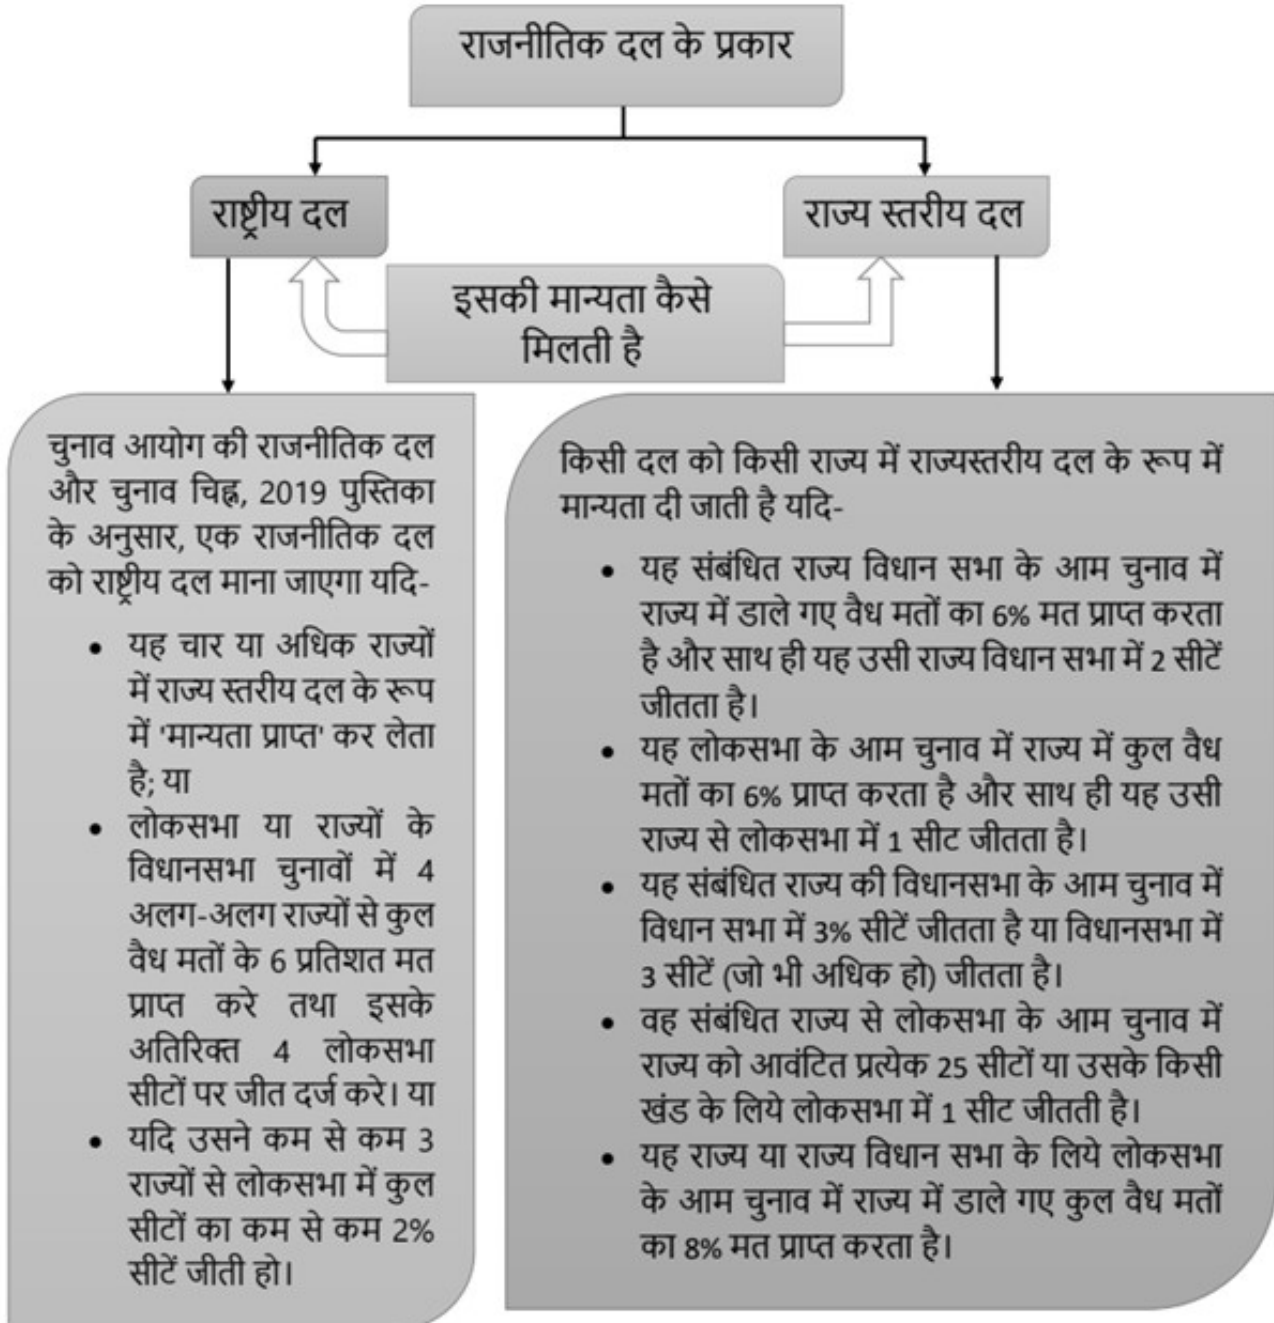 राजनीतिक दल के प्रकार
राष्ट्रीय दल
राज्य स्तरीय दल
इसकी मान्यता कैसे
मिलती है
चुनाव आयोग की राजनीतिक दल
और चुनाव चिह्न, 2019 पुस्तिका
के अनुसार, एक राजनीतिक दल
को राष्ट्रीय दल माना जाएगा यदि-
• यह चार या अधिक राज्यों
में राज्य स्तरीय दल के रूप
में 'मान्यता प्राप्त' कर लेता
है; या
• लोकसभा या राज्यों के
विधानसभा चुनावों में 4
अलग-अलग राज्यों से कुल
वैध मतों के 6 प्रतिशत मत
प्राप्त करे तथा इसके
अतिरिक्त 4 लोकसभा
सीटों पर जीत दर्ज करे। या
• यदि उसने कम से कम 3
राज्यों से लोकसभा में कुल
सीटों का कम से कम 2%
सीटें जीती हो।
किसी दल को किसी राज्य में राज्यस्तरीय दल के रूप में
मान्यता दी जाती है यदि-
• यह संबंधित राज्य विधान सभा के आम चुनाव में
राज्य में डाले गए वैध मतों का 6% मत प्राप्त करता
है और साथ ही यह उसी राज्य विधान सभा में 2 सीटें
जीतता है।
• यह लोकसभा के आम चुनाव में राज्य में कुल वैध
मतों का 6% प्राप्त करता है और साथ ही यह उसी
राज्य से लोकसभा में 1 सीट जीतता है।
• यह संबंधित राज्य की विधानसभा के आम चुनाव में
विधान सभा में 3% सीटें जीतता है या विधानसभा में
3 सीटें (जो भी अधिक हो) जीतता है।
• वह संबंधित राज्य से लोकसभा के आम चुनाव में
राज्य को आवंटित प्रत्येक 25 सीटों या उसके किसी
खंड के लिये लोकसभा में 1 सीट जीतती है।
• यह राज्य या राज्य विधान सभा के लिये लोकसभा
के आम चुनाव में राज्य में डाले गए कुल वैध मतों
का 8% मत प्राप्त करता है।